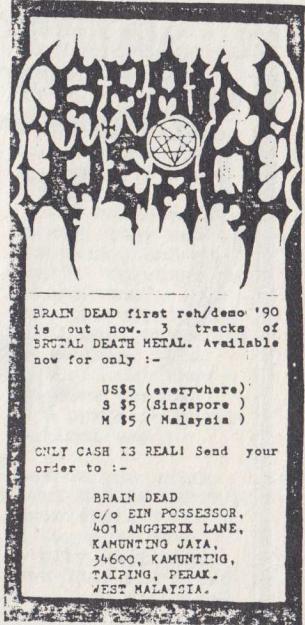 BRAIN
DEAD
BRAIN DEAD first reh/demo '90
is out now. 3 tracks of
BRUTAL DEATH METAL. Available
now for only :-
US$5 (everywhere)
S $5 (Singapore )
M $5 ( Malaysia )
ONLY CASH IS REAL! Send your
order to :-
BRAIN DEAD
c/o EIN POSSESSOR,
401 ANGGERIK LANE,
KAMUNTING JAYA,
34600, KAMUNTING,
TAIPING, PERAK.
WEST MALAYSIA.